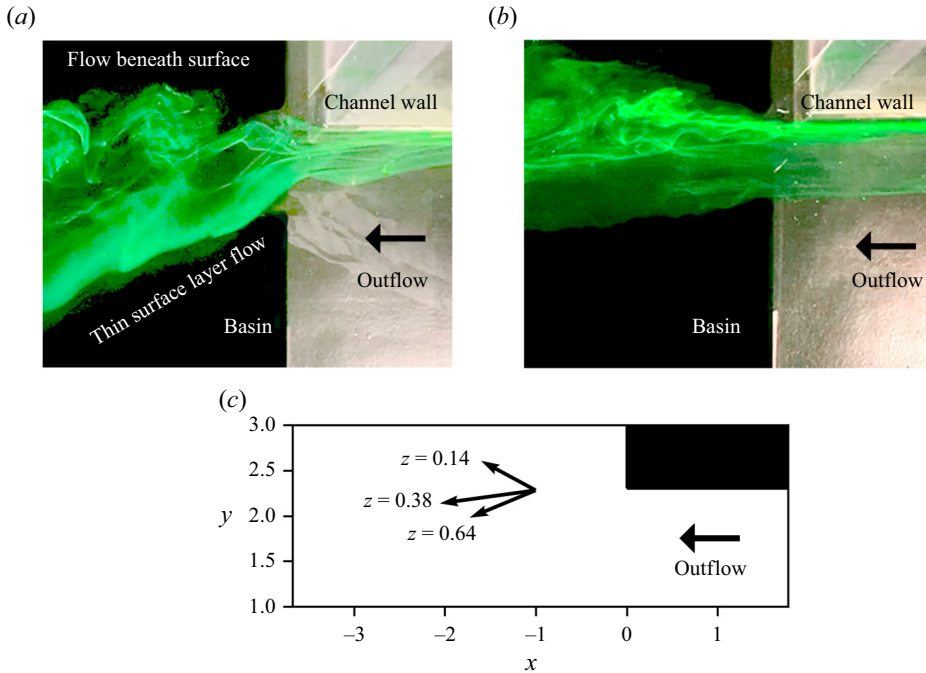 (a)
Flow beneath surface
Channel wall
Outflow
Thin surface layer flow
Basin
(b)
Channel wall
Outflow
Basin
(c)
3.0
2.5
2.0
1.5
1.0
y
z = 0.14
z = 0.38
z = 0.64
Outflow
–3
–2
–1
0
1
x